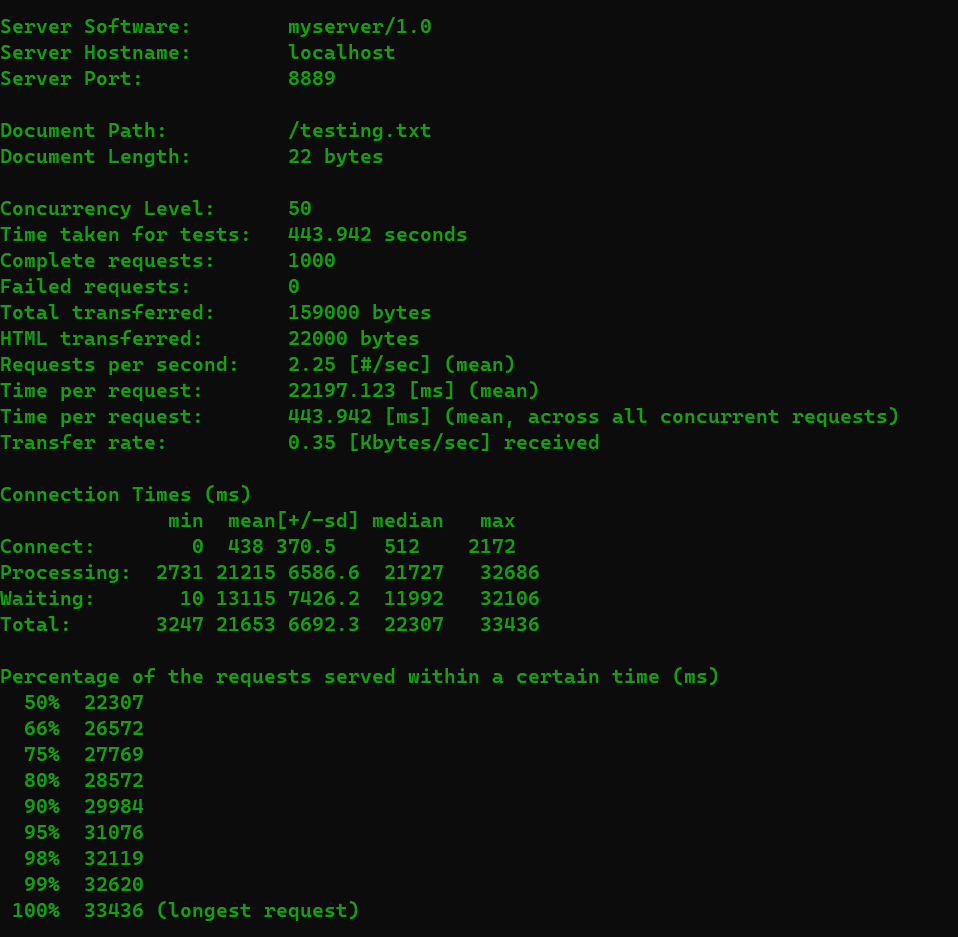 Server Software:        myserver/1.0
Server Hostname:        localhost
Server Port:            8889

Document Path:          /testing.txt
Document Length:        22 bytes

Concurrency Level:      50
Time taken for tests:   443.942 seconds
Complete requests:      1000
Failed requests:        0
Total transferred:      159000 bytes
HTML transferred:       22000 bytes
Requests per second:    2.25 [#/sec] (mean)
Time per request:       22197.123 [ms] (mean)
Time per request:       443.942 [ms] (mean, across all concurrent requests)
Transfer rate:          0.35 [Kbytes/sec] received

Connection Times (ms)
              min  mean[+/-sd] median   max
Connect:        0  438 370.5    512    2172
Processing:  2731 21215 6586.6  21727   32686
Waiting:       10 13115 7426.2  11992   32106
Total:       3247 21653 6692.3  22307   33436

Percentage of the requests served within a certain time (ms)
  50%  22307
  66%  26572
  75%  27769
  80%  28572
  90%  29984
  95%  31076
  98%  32119
  99%  32620
 100%  33436 (longest request)